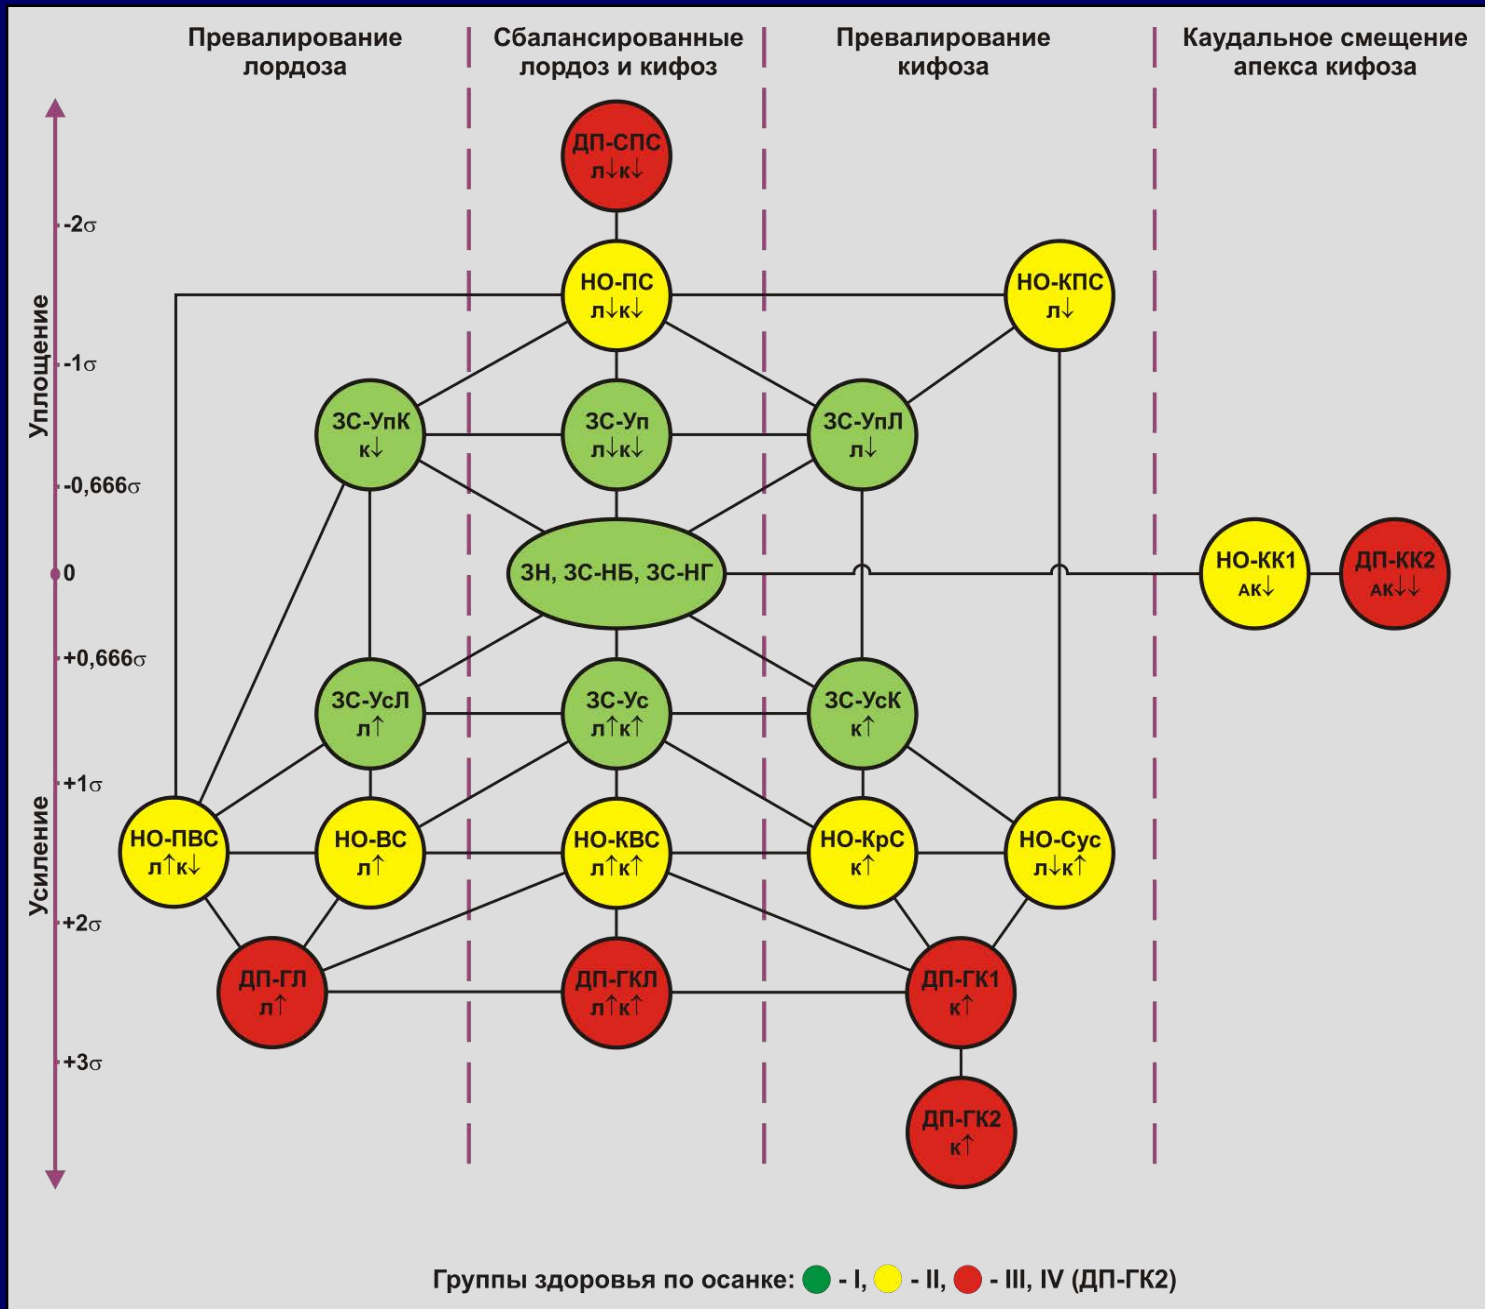 Превалирование
лордоза
Сбалансированные
лордоз и кифоз
Превалирование
кифоза
Каудальное смещение
апекса кифоза
ДП-СПС
л↓к↓
-2σ
НО-ПС
л↓к↓
НО-КПС
л↓
Уплощение
-1σ
ЗС-УпК
к↓
ЗС-Уп
л↓к↓
ЗС-УпЛ
л↓
-0,666σ
0
ЗН, ЗС-НБ, ЗС-НГ
НО-КК1
АК↓
ДП-КК2
АК↓↓
+0,666σ
ЗС-УсЛ
л↑
ЗС-Ус
л↑к↑
ЗС-УсК
к↑
+1σ
Усиление
НО-ПВС
л↑к↓
НО-ВС
л↑
НО-КВС
л↑к↑
НО-КрС
к↑
НО-Сус
л↓к↑
+2σ
ДП-ГЛ
л↑
ДП-ГКЛ
л↑к↑
ДП-ГК1
к↑
+3σ
ДП-ГК2
к↑
Группы здоровья по осанке: - I, - II, - III, IV (ДП-ГК2)